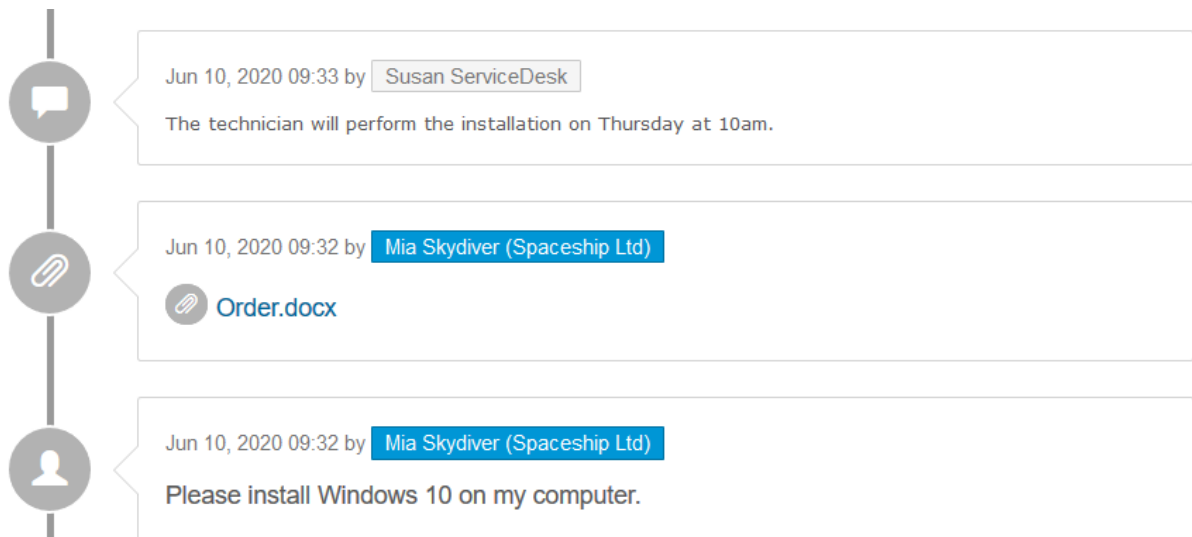 Jun 10, 2020 09:33 by Susan ServiceDesk
The technician will perform the installation on Thursday at 10am.
Jun 10, 2020 09:32 by Mia Skydiver (Spaceship Ltd)
Order.docx
Jun 10, 2020 09:32 by Mia Skydiver (Spaceship Ltd)
Please install Windows 10 on my computer.